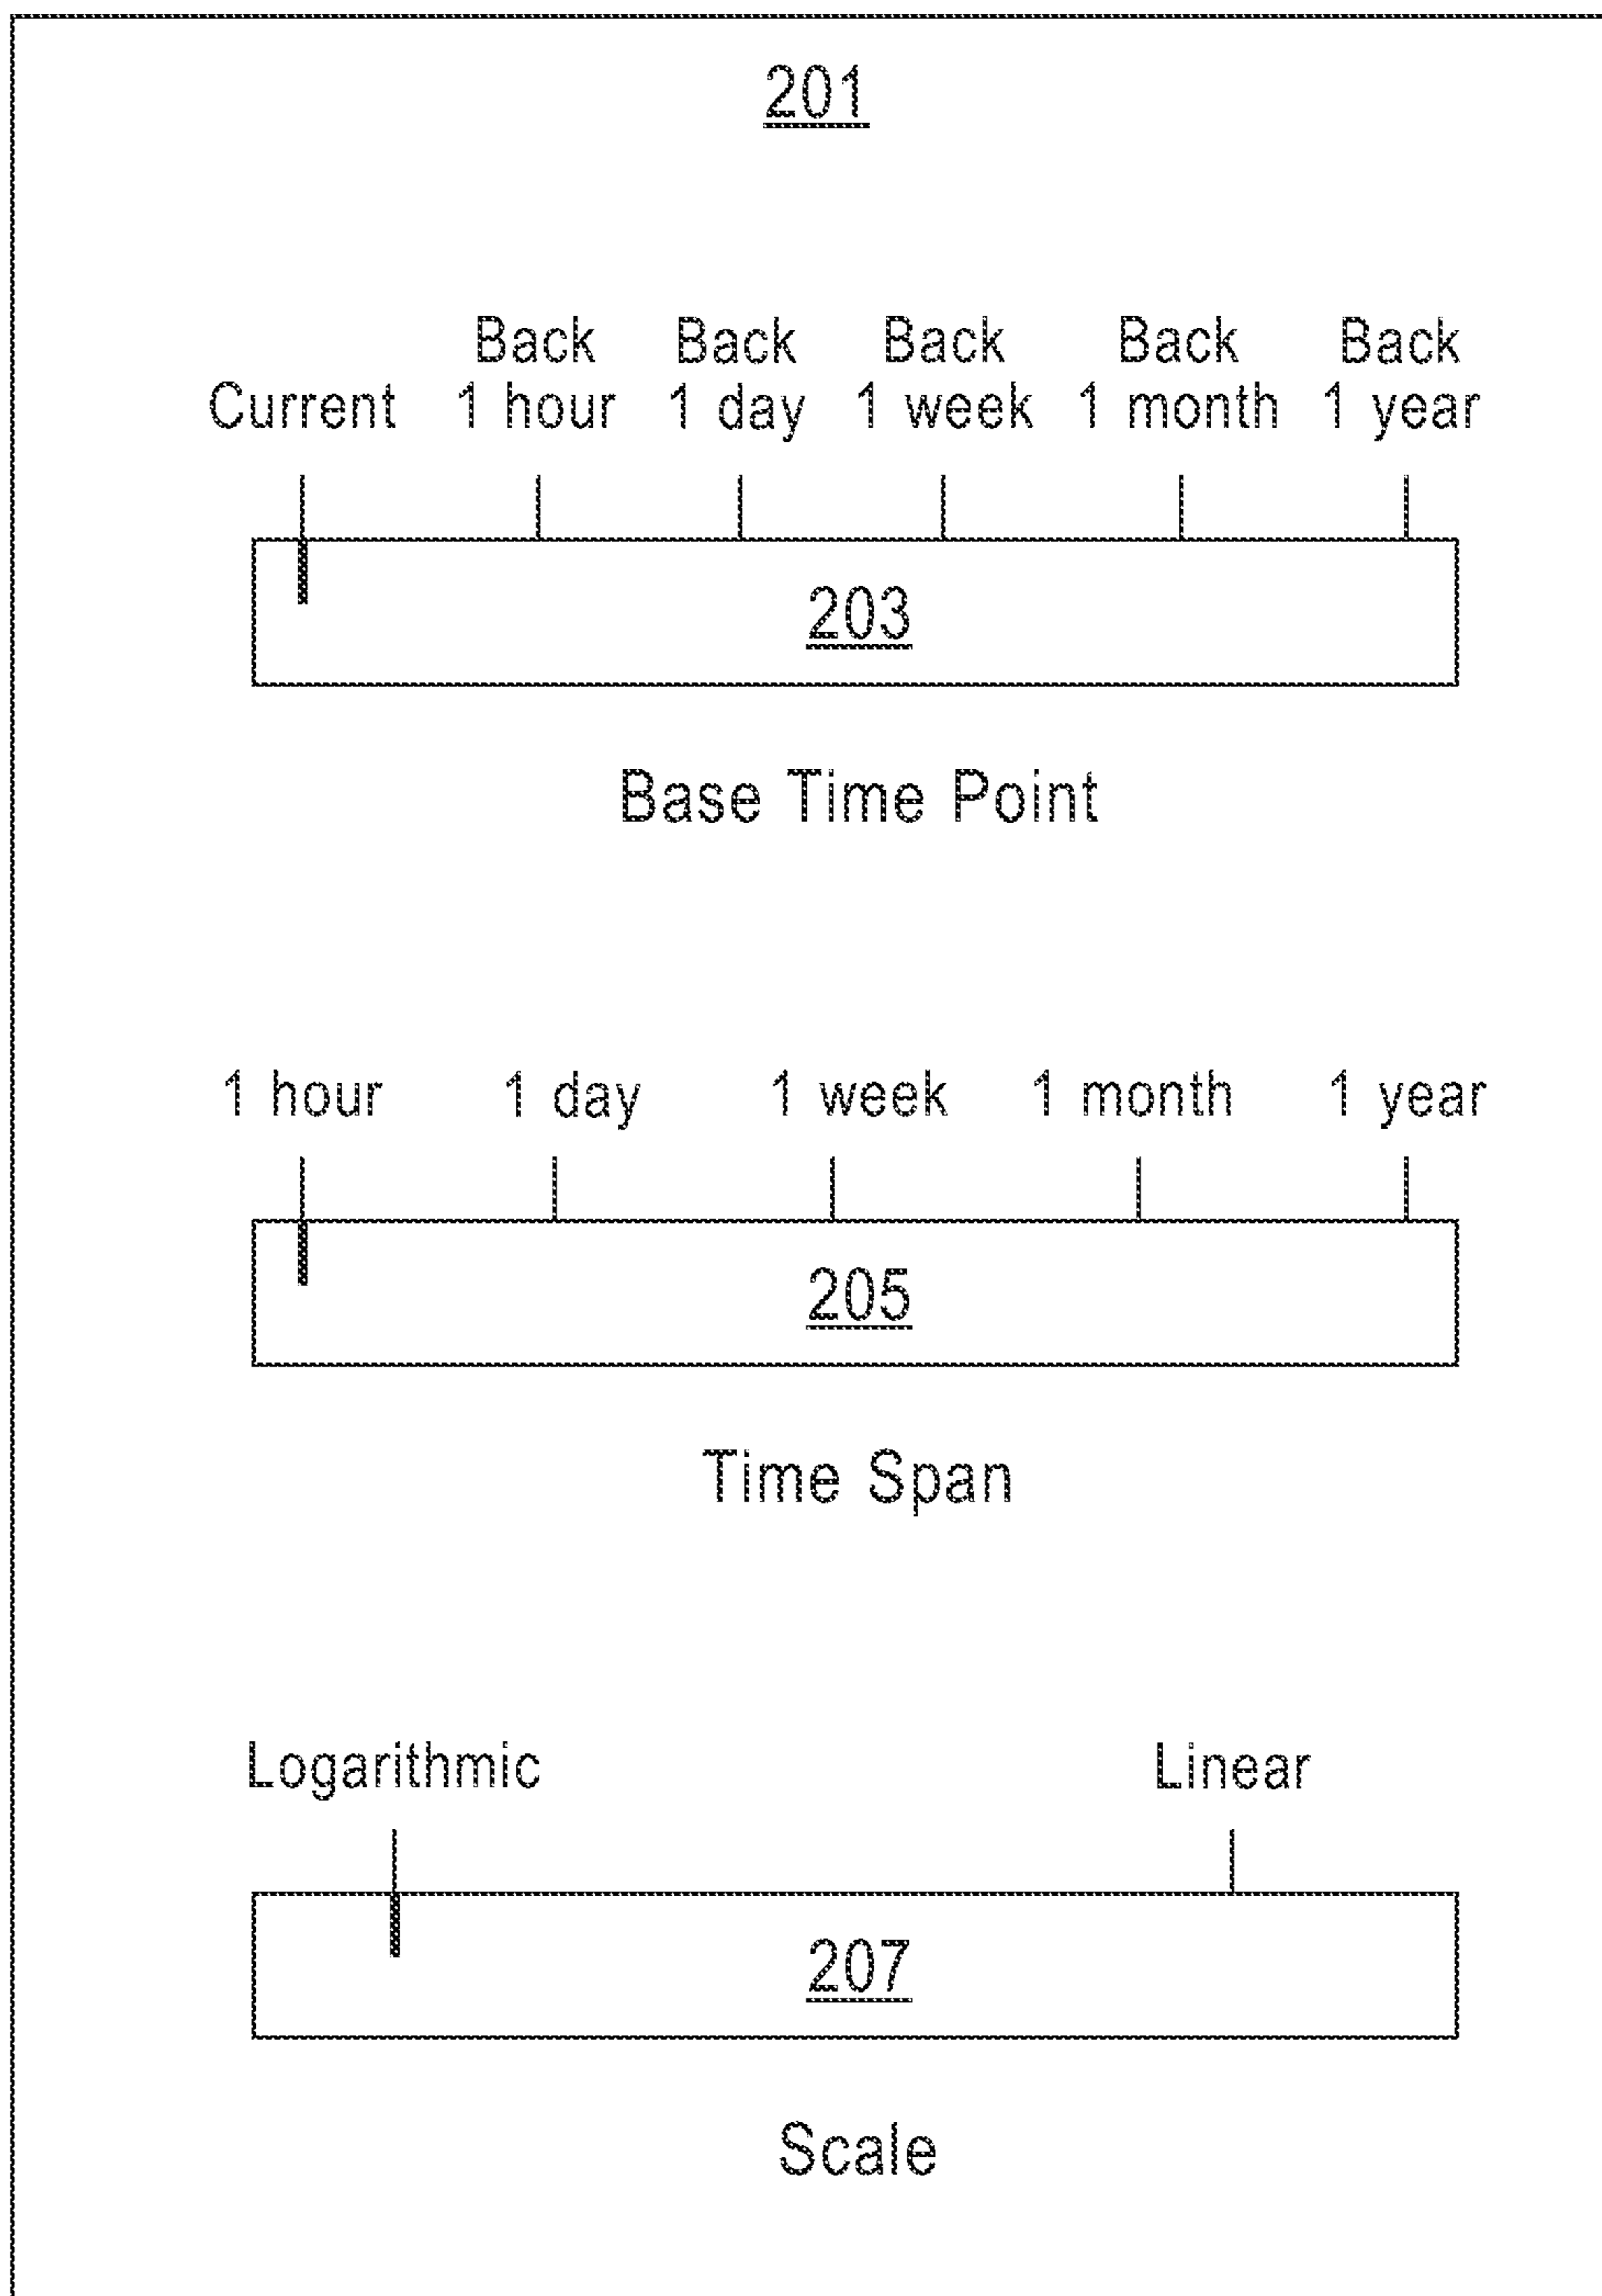 201
Back Back Back Back Back
Current 1 hour 1 day 1 week 1 month 1 year
203
Base Time Point
1 hour 1 day 1 week 1 month 1 year
205
Time Span
Logarithmic Linear
207
Scale